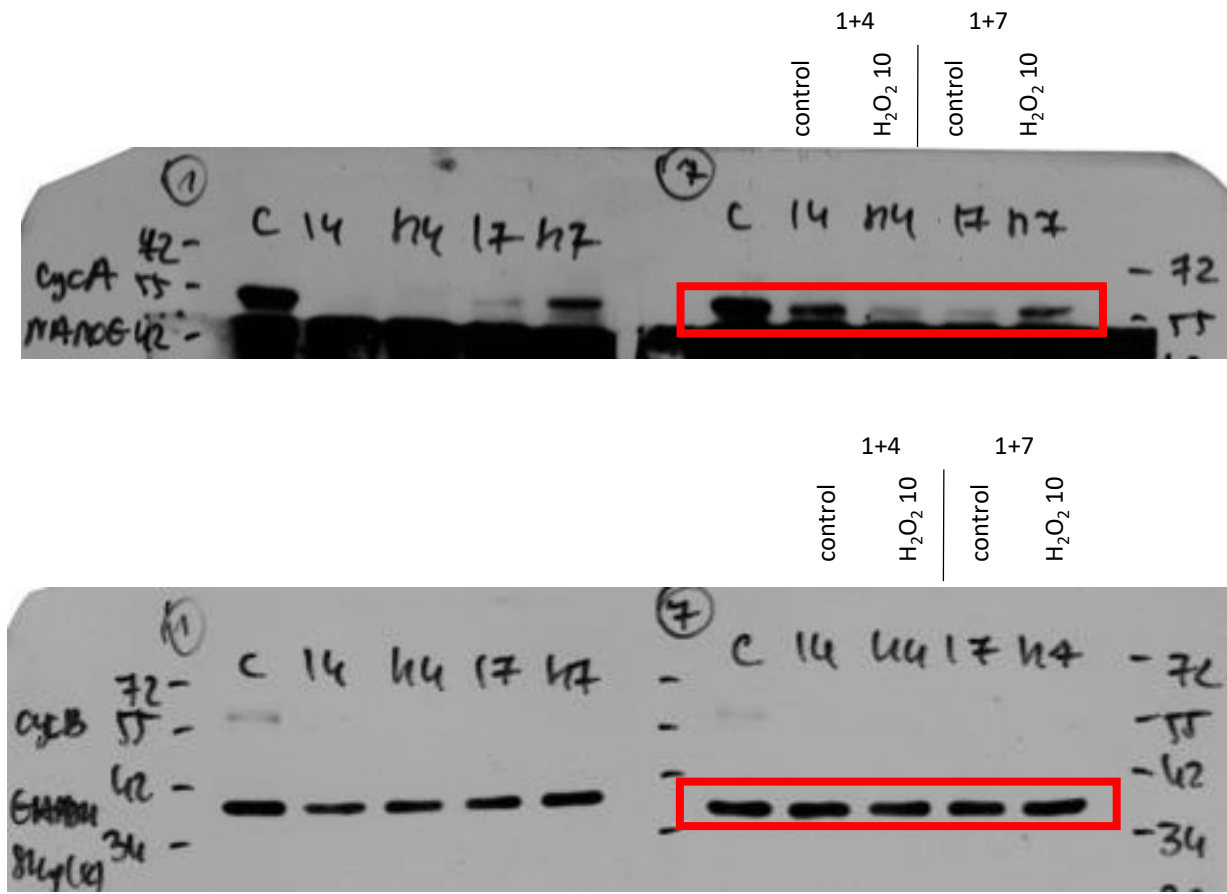 1+4 1+7
control H₂O₂ 10 control H₂O₂ 10
1 7
C 14 h4 17 h7 C 14 h4 17 h7
72 -
cycA 55 - - 72
NANOG 42 - - 55
1+4 1+7
control H₂O₂ 10 control H₂O₂ 10
1 7
C 14 h4 17 h7 C 14 h4 17 h7
72 - - - 72
cycB 55 - - - 55
42 - - - 42
GAPDH
34 - - - 34